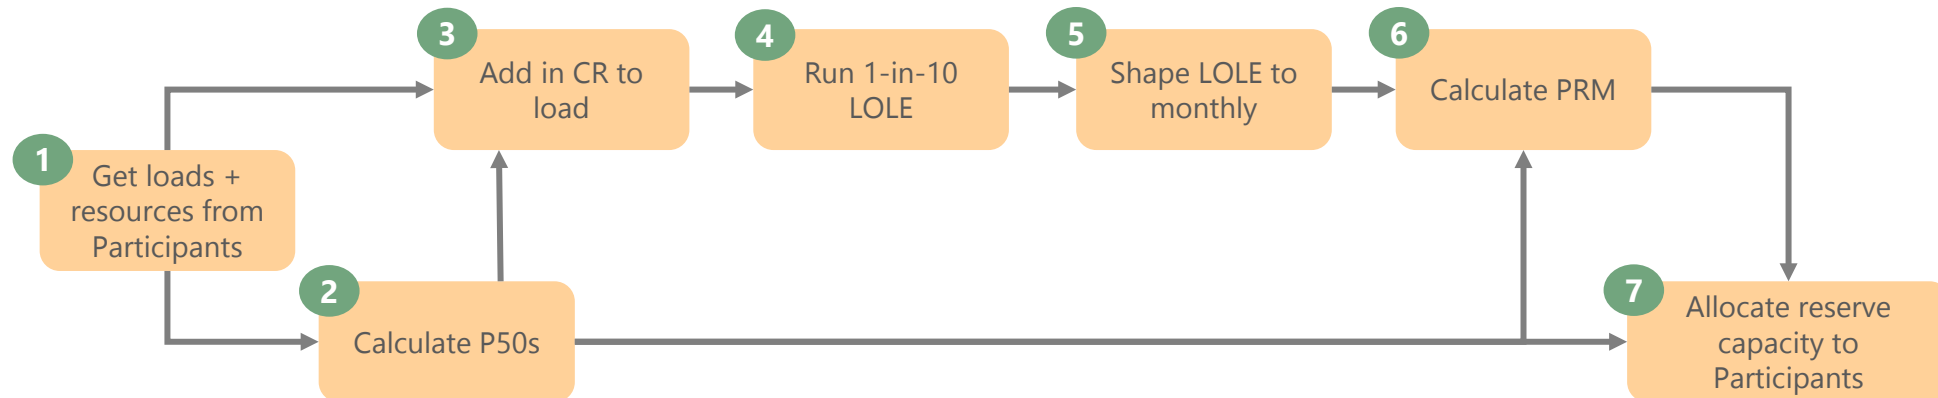 1
Get loads +
resources from
Participants
2
Calculate P50s
3
Add in CR to
load
4
Run 1-in-10
LOLE
5
Shape LOLE to
monthly
6
Calculate PRM
7
Allocate reserve
capacity to
Participants